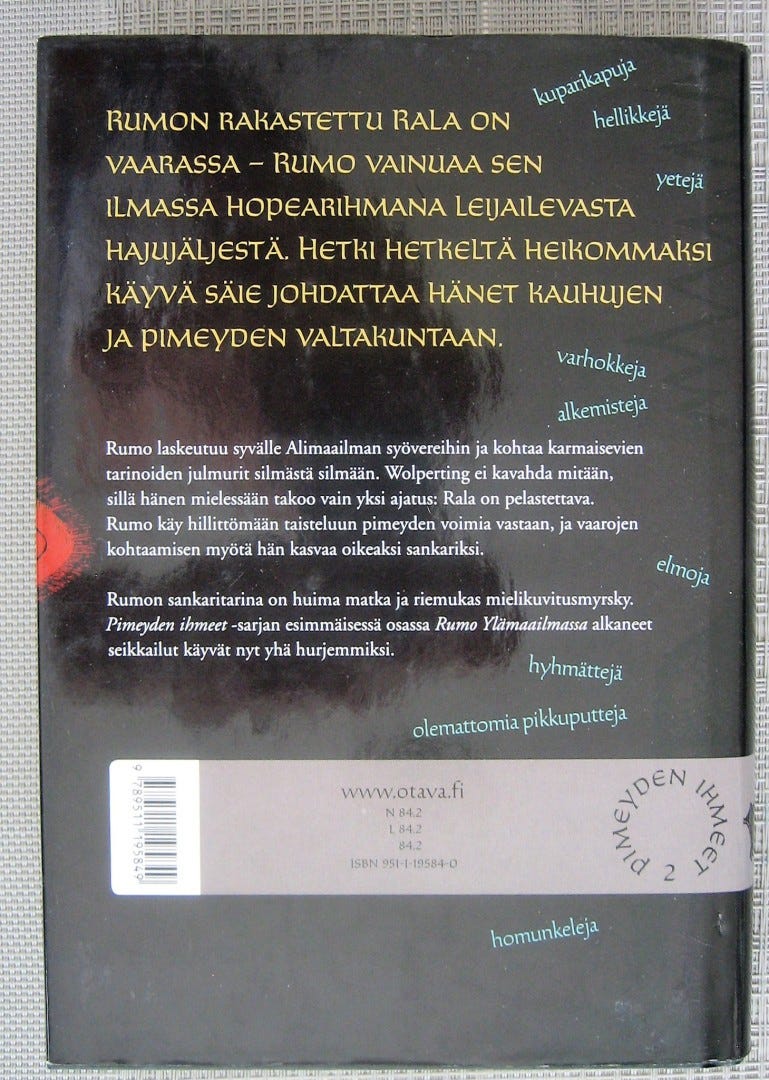 kuparikapuja
hellikkejä
yetejä
Rumon rakastettu Rala on
vaarassa – Rumo vainuaa sen
ilmassa hopearihmana leijailevasta
hajujäljestä. Hetki hetkeltä heikommaksi
käyvä säie johdattaa hänet kauhujen
ja pimeyden valtakuntaan.
varhokkeja
alkemisteja
Rumo laskeutuu syvälle Alimaailman syövereihin ja kohtaa karmaisevien
tarinoiden julmurit silmästä silmään. Wolperting ei kavahda mitään,
sillä hänen mielessään takoo vain yksi ajatus: Rala on pelastettava.
Rumo käy hillittömään taisteluun pimeyden voimia vastaan, ja vaarojen
kohtaamisen myötä hän kasvaa oikeaksi sankariksi.
elmoja
Rumon sankaritarina on huima matka ja riemukas mielikuvitusmyrsky.
Pimeyden ihmeet -sarjan esimmäisessä osassa Rumo Ylämaailmassa alkaneet
seikkailut käyvät nyt yhä hurjemmiksi.
hyhmättejä
olemattomia pikkuputteja
9 789511 195849
www.otava.fi
N 84.2
L 84.2
84.2
ISBN 951-1-19584-0
PIMEYDEN IHMEET 2
homunkeleja